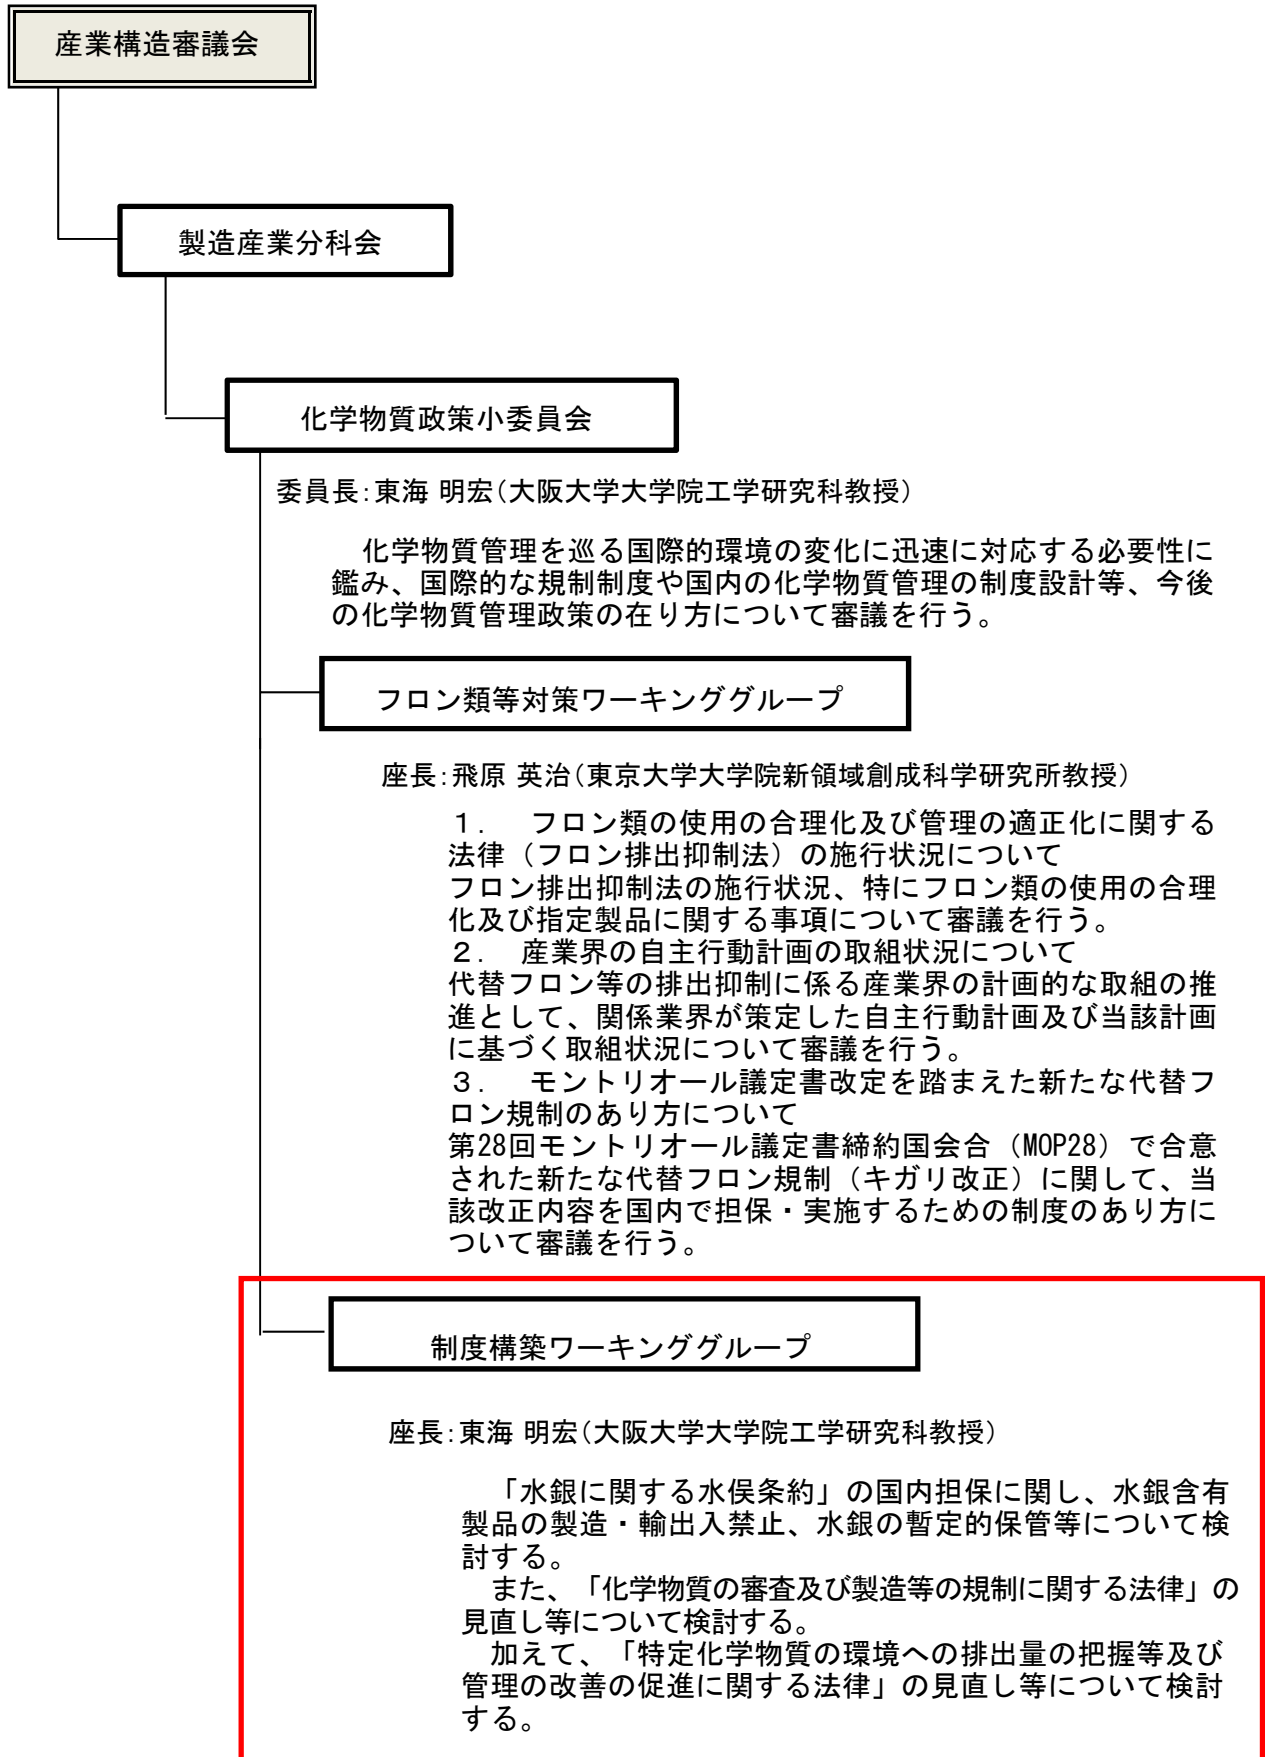 産業構造審議会
製造産業分科会
化学物質政策小委員会
委員長:東海 明宏(大阪大学大学院工学研究科教授)
化学物質管理を巡る国際的環境の変化に迅速に対応する必要性に
鑑み、国際的な規制制度や国内の化学物質管理の制度設計等、今後
の化学物質管理政策の在り方について審議を行う。
フロン類等対策ワーキンググループ
座長:飛原 英治(東京大学大学院新領域創成科学研究所教授)
１． フロン類の使用の合理化及び管理の適正化に関する
法律（フロン排出抑制法）の施行状況について
フロン排出抑制法の施行状況、特にフロン類の使用の合理
化及び指定製品に関する事項について審議を行う。
２． 産業界の自主行動計画の取組状況について
代替フロン等の排出抑制に係る産業界の計画的な取組の推
進として、関係業界が策定した自主行動計画及び当該計画
に基づく取組状況について審議を行う。
３． モントリオール議定書改定を踏まえた新たな代替フ
ロン規制のあり方について
第28回モントリオール議定書締約国会合（MOP28）で合意
された新たな代替フロン規制（キガリ改正）に関して、当
該改正内容を国内で担保・実施するための制度のあり方に
ついて審議を行う。
制度構築ワーキンググループ
座長:東海 明宏(大阪大学大学院工学研究科教授)
「水銀に関する水俣条約」の国内担保に関し、水銀含有
製品の製造・輸出入禁止、水銀の暫定的保管等について検
討する。
また、「化学物質の審査及び製造等の規制に関する法律」の
見直し等について検討する。
加えて、「特定化学物質の環境への排出量の把握等及び
管理の改善の促進に関する法律」の見直し等について検討
する。